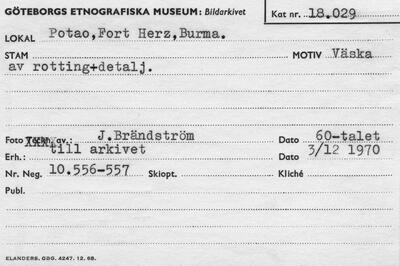 GÖTEBORGS ETNOGRAFISKA MUSEUM: Bildarkivet
Kat nr. 18.029
LOKAL Potao,Fort Herz,Burma.
STAM MOTIV Väska
av rotting+detalj.
Foto av: J.Brändström Dato 60-talet
Erh.: till arkivet Dato 3/12 1970
Nr. Neg. 10.556-557 Skiopt. Kliché
Publ.
ELANDERS, GBG. 4247. 12. 68.